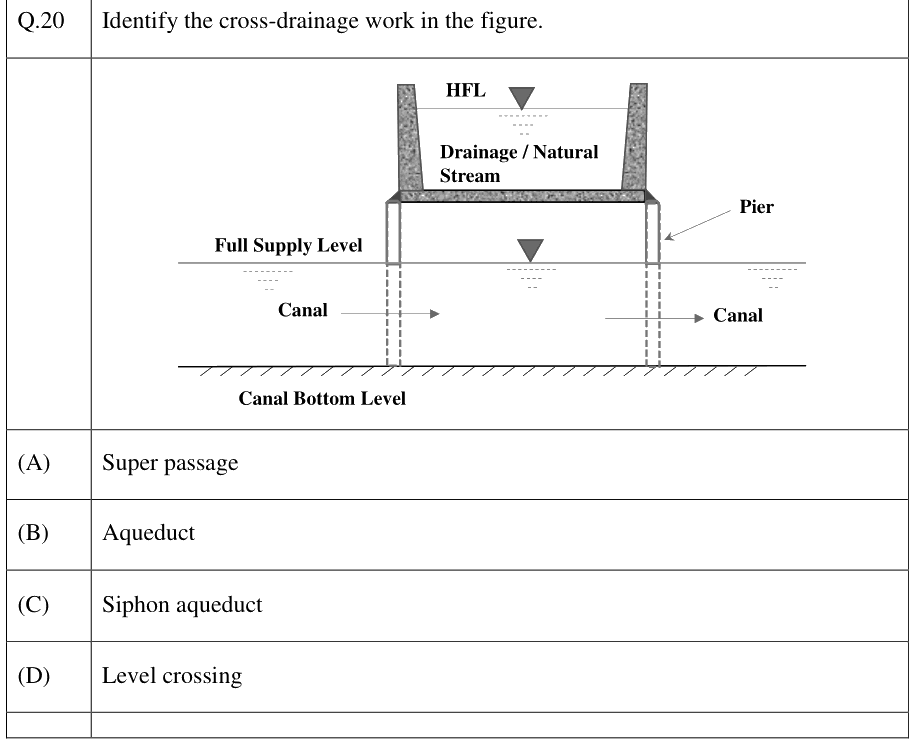 Q.20 Identify the cross-drainage work in the figure.
HFL
Drainage / Natural
Stream
Pier
Full Supply Level
Canal
Canal
Canal Bottom Level
(A) Super passage
(B) Aqueduct
(C) Siphon aqueduct
(D) Level crossing